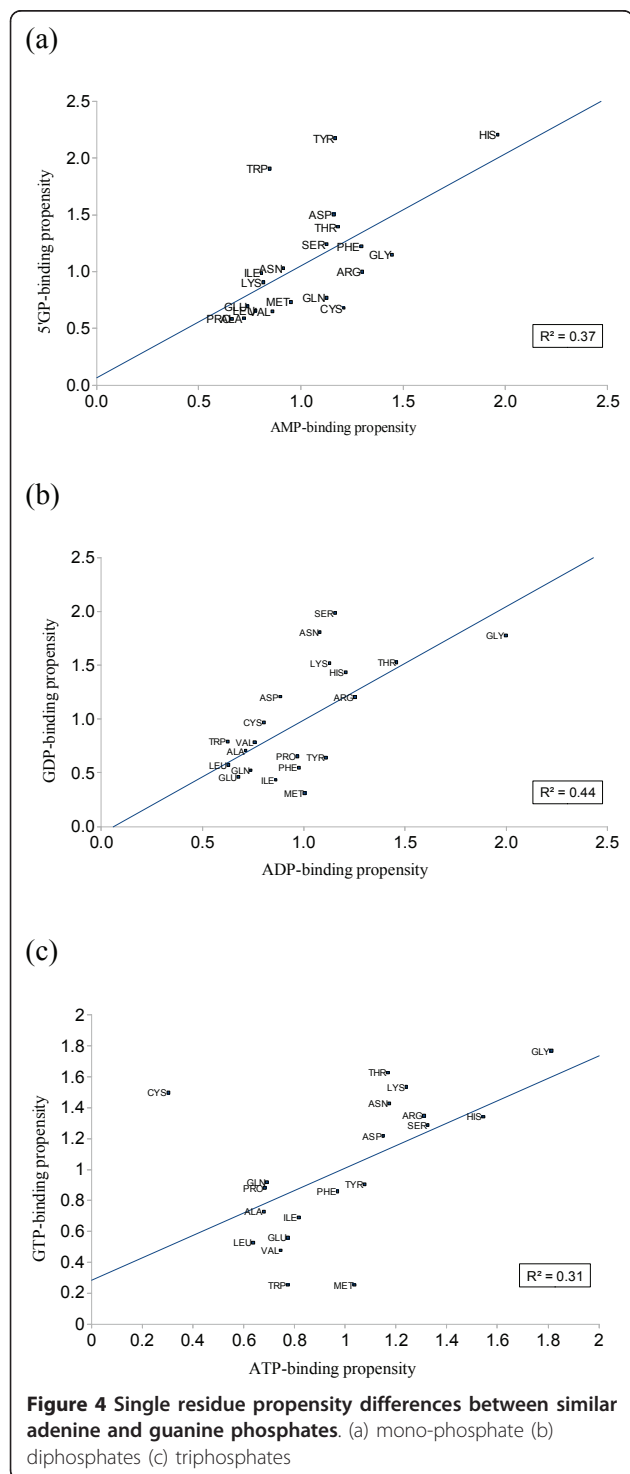 (a)
2.5
2.0
1.5
1.0
0.5
0.0
5'GP-binding propensity
TYR
HIS
TRP
ASP
THR
SER
PHE
GLY
ILE
ASN
ARG
LYS
MET
GLN
CYS
GLU
LEU
VAL
PRO
ALA
R² = 0.37
0.0 0.5 1.0 1.5 2.0 2.5
AMP-binding propensity
(b)
2.5
2.0
1.5
1.0
0.5
0.0
GDP-binding propensity
SER
ASN
GLY
LYS
THR
HIS
ASP
ARG
CYS
TRP
VAL
ALA
PRO
TYR
LEU
GLN
PHE
GLU
ILE
MET
R² = 0.44
0.0 0.5 1.0 1.5 2.0 2.5
ADP-binding propensity
(c)
2
1.8
1.6
1.4
1.2
1
0.8
0.6
0.4
0.2
0
GTP-binding propensity
GLY
THR
CYS
LYS
ASN
ARG
HIS
SER
ASP
GLN
PRO
TYR
PHE
ALA
ILE
LEU
GLU
VAL
TRP
MET
R² = 0.31
0 0.2 0.4 0.6 0.8 1 1.2 1.4 1.6 1.8 2
ATP-binding propensity
Figure 4 Single residue propensity differences between similar
adenine and guanine phosphates. (a) mono-phosphate (b)
diphosphates (c) triphosphates